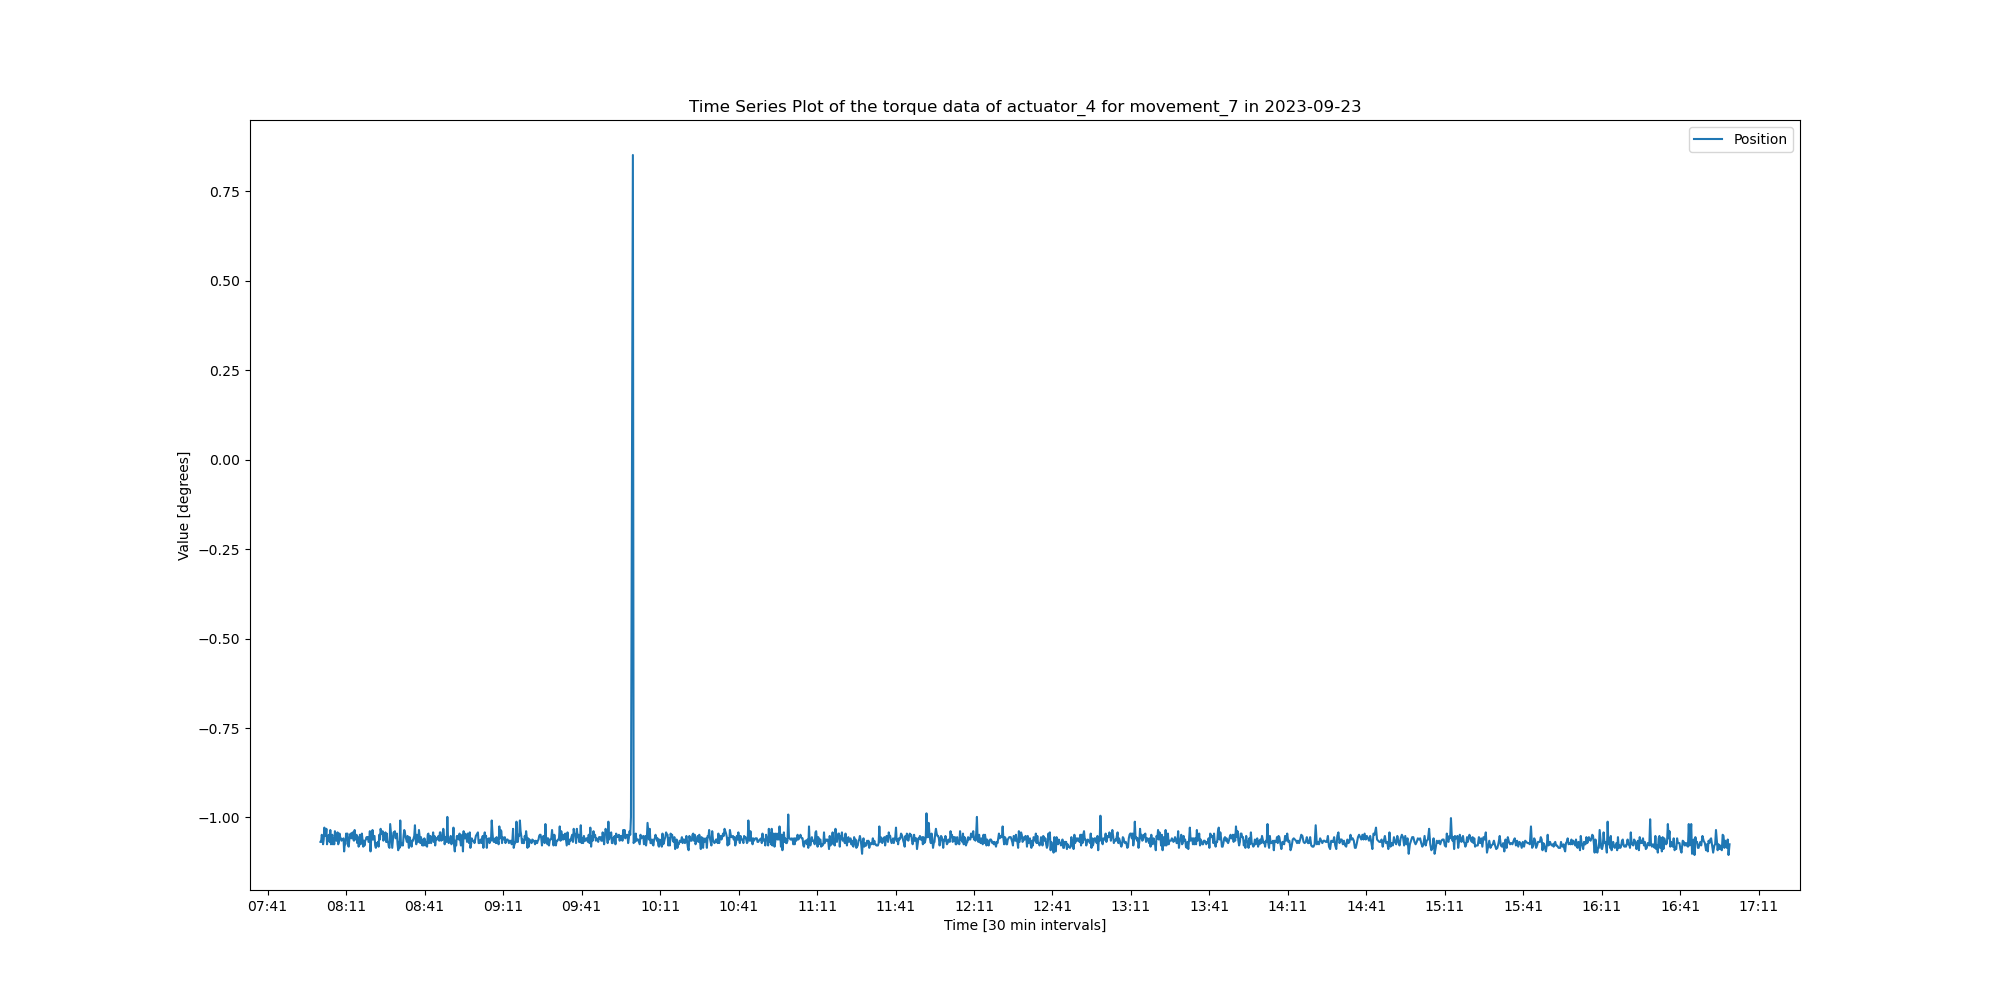 Time Series Plot of the torque data of actuator_4 for movement_7 in 2023-09-23
Position
0.75
0.50
0.25
0.00
−0.25
−0.50
−0.75
−1.00
Value [degrees]
07:41 08:11 08:41 09:11 09:41 10:11 10:41 11:11 11:41 12:11 12:41 13:11 13:41 14:11 14:41 15:11 15:41 16:11 16:41 17:11
Time [30 min intervals]